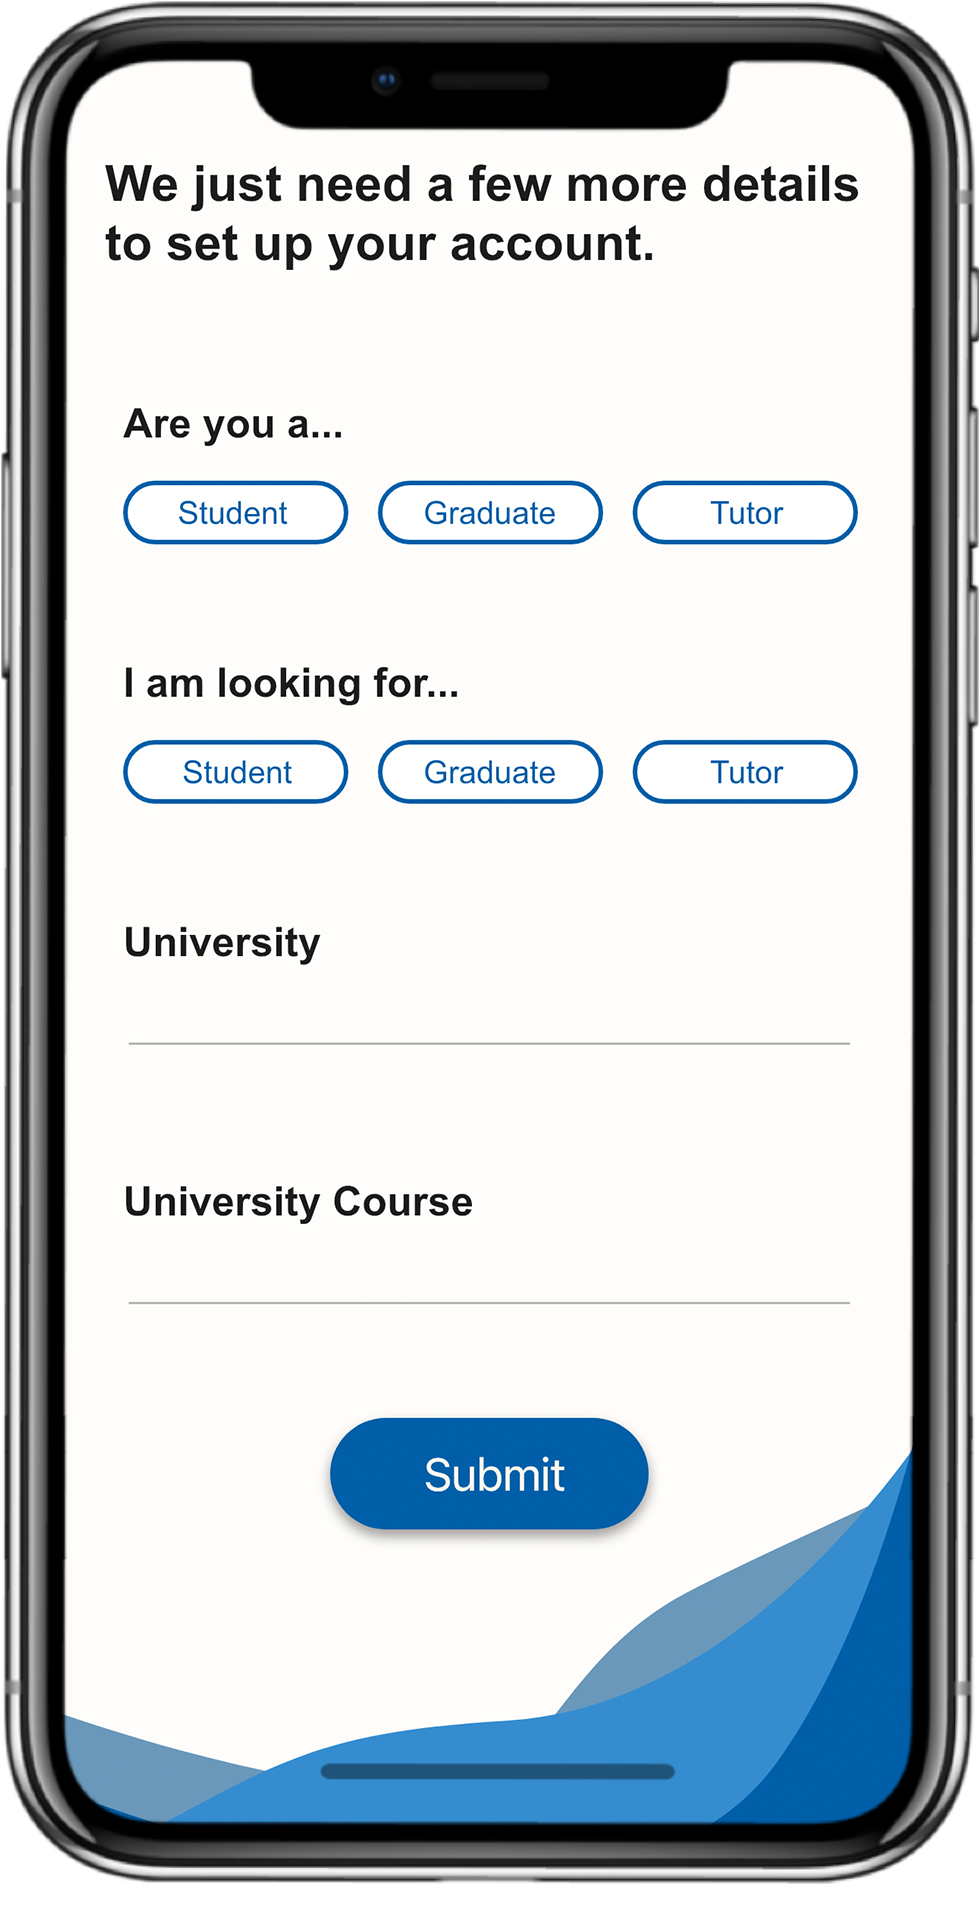 We just need a few more details
to set up your account.
Are you a...
Student Graduate Tutor
I am looking for...
Student Graduate Tutor
University
University Course
Submit